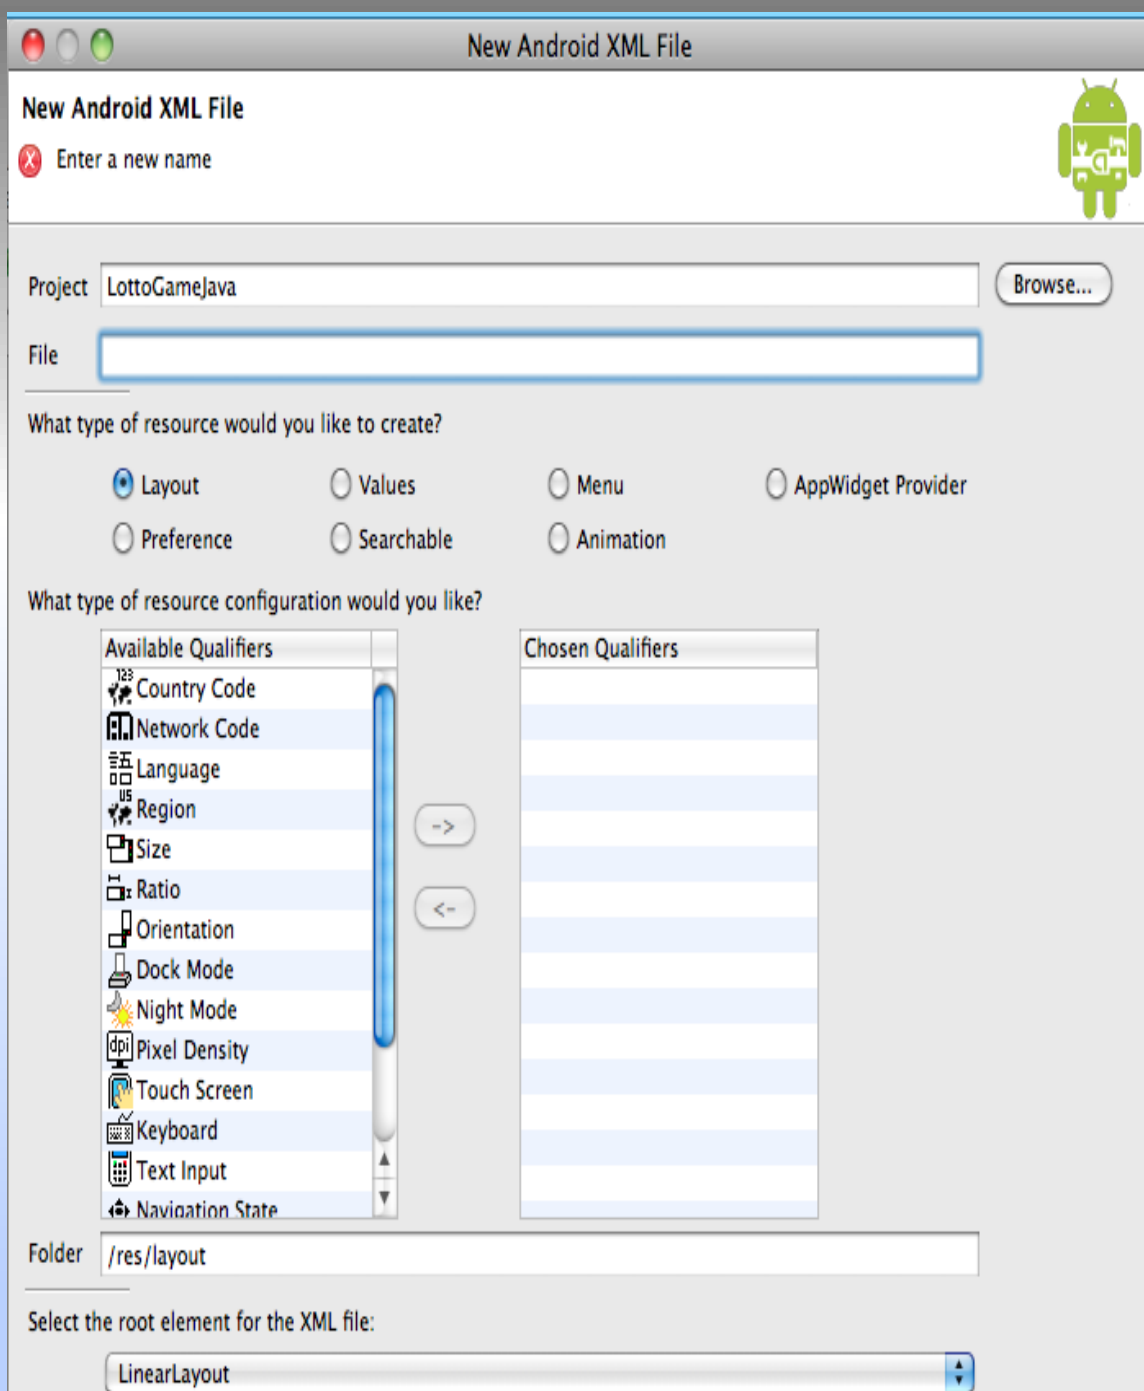 New Android XML File
New Android XML File
Enter a new name
Project LottoGameJava Browse...
File
What type of resource would you like to create?
Layout Values Menu AppWidget Provider
Preference Searchable Animation
What type of resource configuration would you like?
Available Qualifiers Chosen Qualifiers
123 Country Code
Network Code
語 Language
US Region
Size
Ratio
Orientation
Dock Mode
Night Mode
dpi Pixel Density
Touch Screen
Keyboard
Text Input
Navigation State
->
<-
Folder /res/layout
Select the root element for the XML file:
LinearLayout